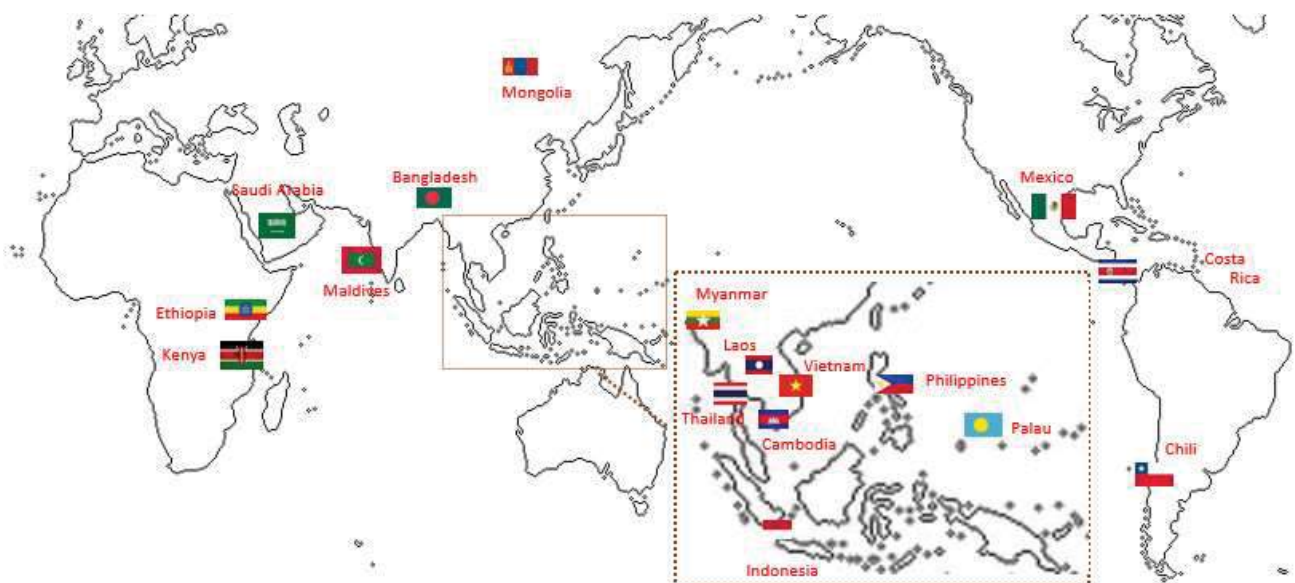 Mongolia
Bangladesh
Saudi Arabia
Mexico
Maldives
Costa
Rica
Myanmar
Ethiopia
Kenya
Laos
Vietnam
Philippines
Thailand
Palau
Cambodia
Chili
Indonesia